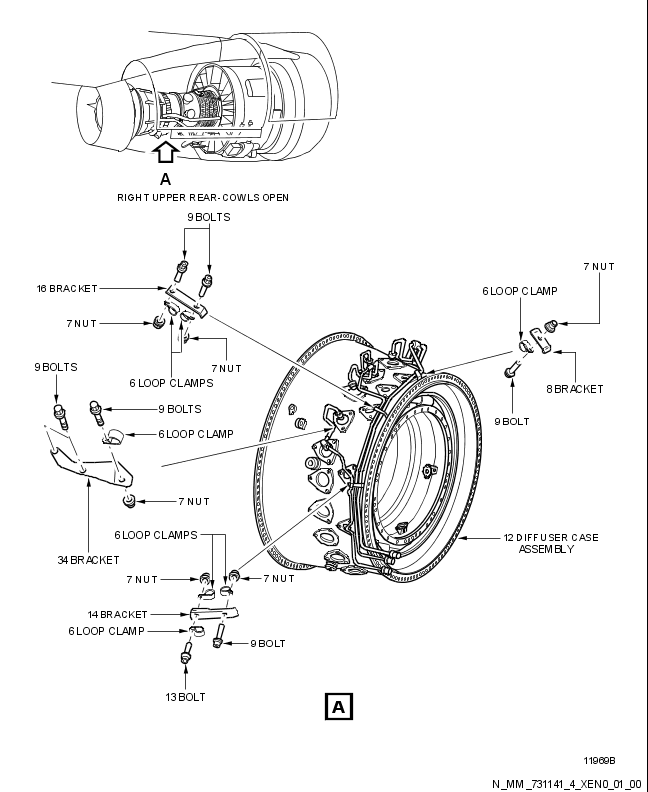 A
RIGHT UPPER REAR-COWLS OPEN
9 BOLTS
16 BRACKET
7 NUT
7 NUT
6 LOOP CLAMPS
7 NUT
6 LOOP CLAMP
8 BRACKET
9 BOLT
9 BOLTS
9 BOLTS
6 LOOP CLAMP
7 NUT
34 BRACKET
6 LOOP CLAMPS
7 NUT
7 NUT
14 BRACKET
6 LOOP CLAMP
9 BOLT
13 BOLT
12 DIFFUSER CASE
ASSEMBLY
A
11969B
N_MM_731141_4_XEN0_01_00